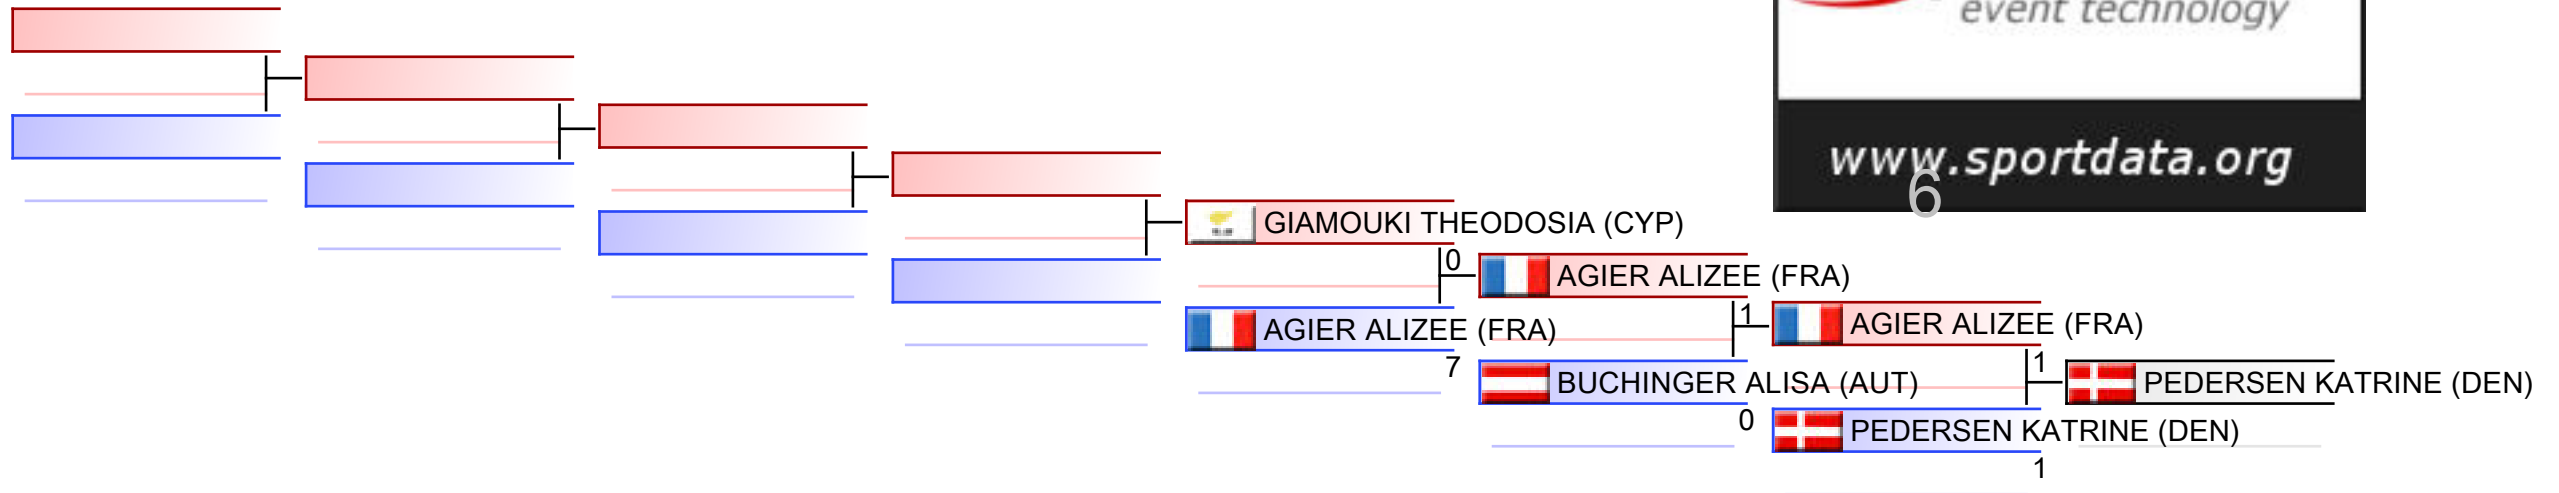 event technology
www.sportdata.org
6
GIAMOUKI THEODOSIA (CYP)
0
AGIER ALIZEE (FRA)
AGIER ALIZEE (FRA)
7
1
AGIER ALIZEE (FRA)
BUCHINGER ALISA (AUT)
0
1
PEDERSEN KATRINE (DEN)
PEDERSEN KATRINE (DEN)
1